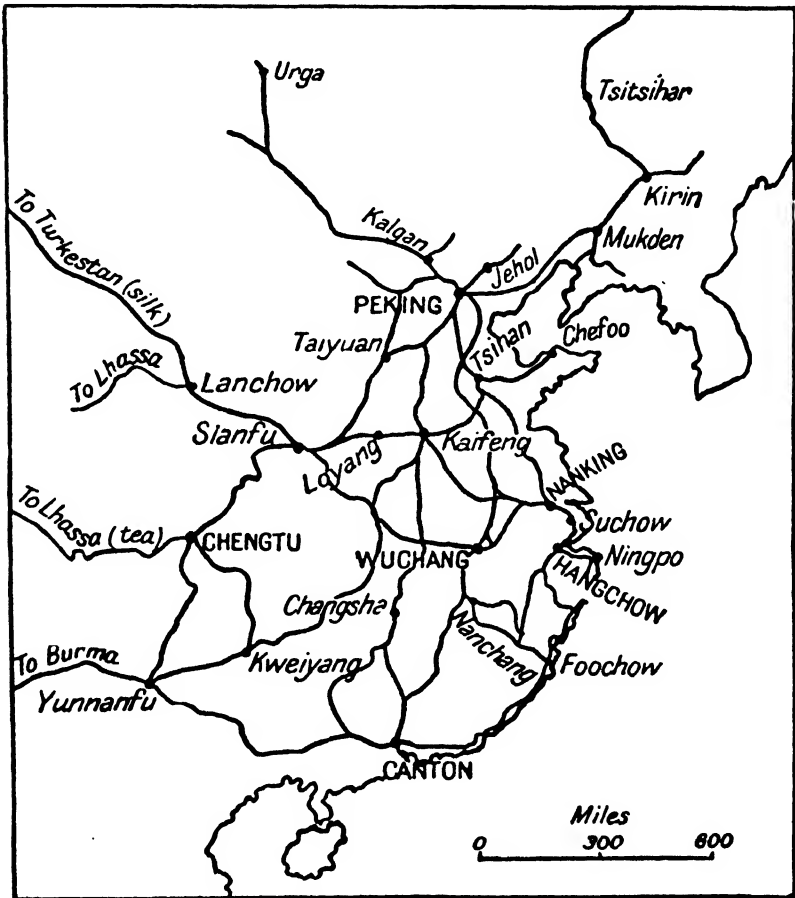 Urga
Tsitsihar
Kirin
Mukden
Kalgan
Jehol
To Turkestan (silk)
PEKING
Taiyuan
Tsihan
Chefoo
To Lhassa
Lanchow
Sianfu
Loyang
Kaifeng
NANKING
To Lhassa (tea)
CHENGTU
Suchow
WUCHANG
Ningpo
HANGCHOW
Changsha
Nanchang
To Burma
Kweiyang
Foochow
Yunnanfu
CANTON
Miles
0 300 600